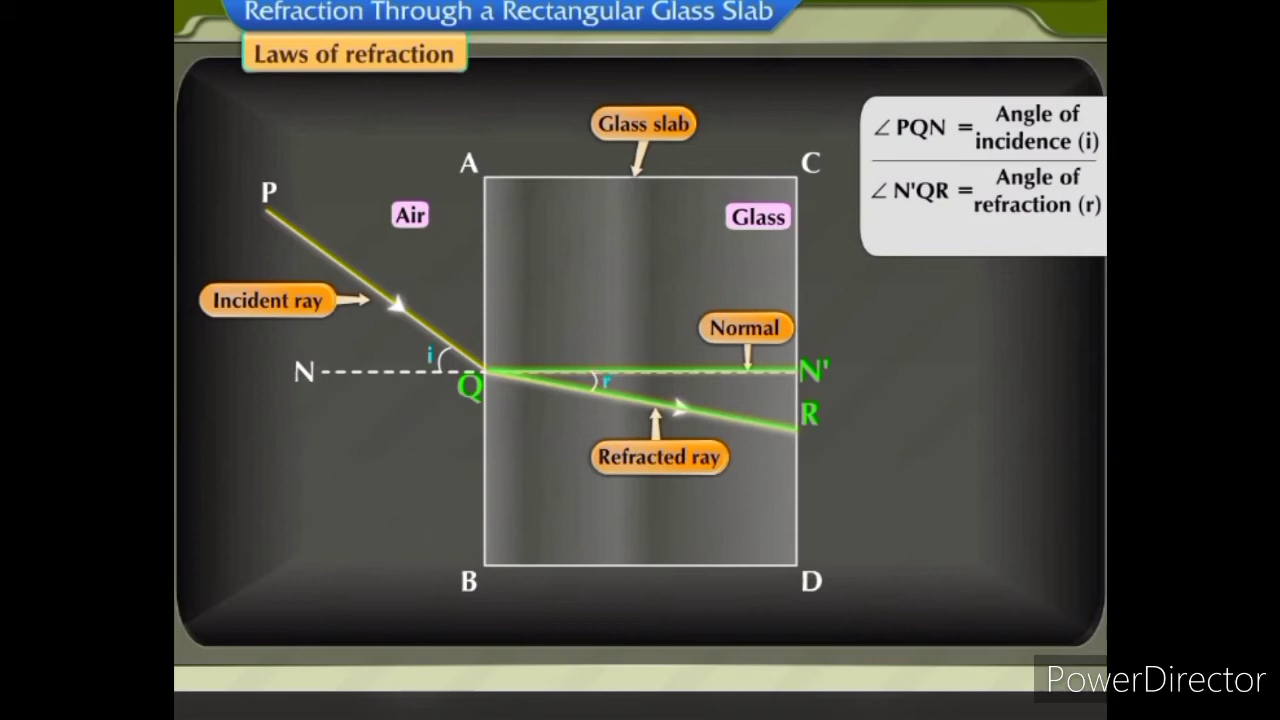 Refraction Through a Rectangular Glass Slab
Laws of refraction
Glass slab
A
C
P
Air
Glass
∠ PQN = Angle of incidence (i)
∠ N'QR = Angle of refraction (r)
Incident ray
Normal
i
N
Q
r
N'
R
Refracted ray
B
D
PowerDirector